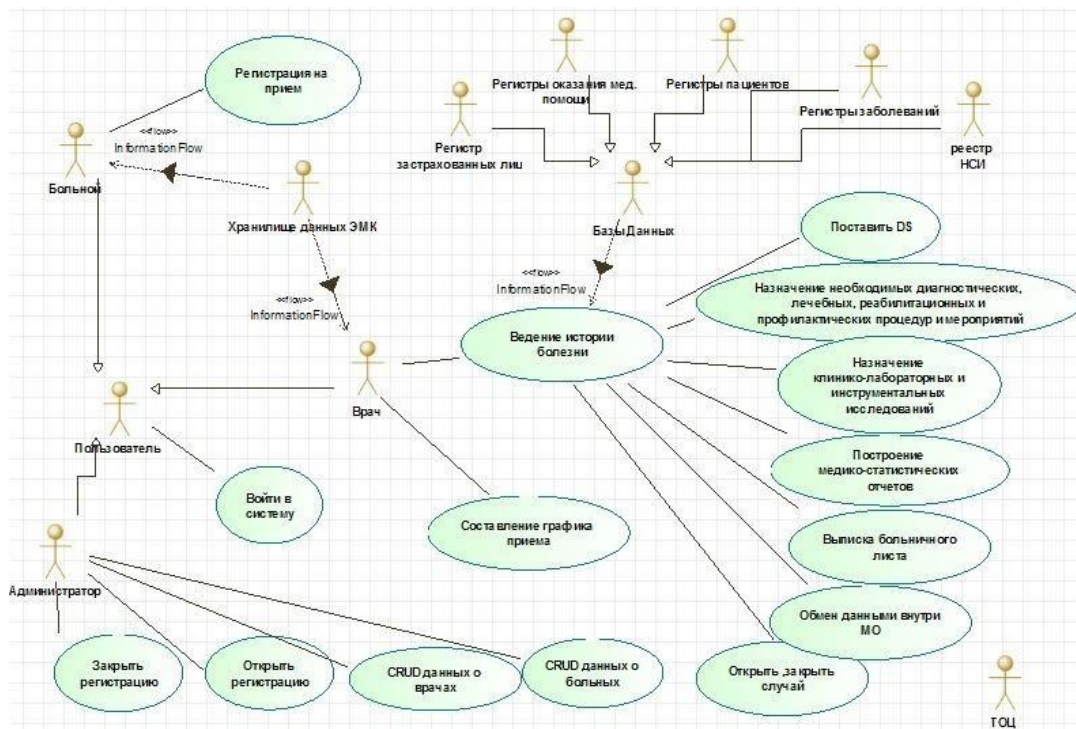 Регистрация на
прием
Регистры оказания мед.
помощи
Регистры пациентов
Регистры заболеваний
Регистр
застрахованных лиц
реестр
НСИ
<<flow>>
InformationFlow
Больной
Хранилище данных ЭМК
Базы Данных
Поставить DS
<<flow>>
InformationFlow
<<flow>>
InformationFlow
Назначение необходимых диагностических,
лечебных, реабилитационных и
профилактических процедур и мероприятий
Ведение истории
болезни
Назначение
клинико-лабораторных и
инструментальных
исследований
Врач
Пользователь
Построение
медико-статистических
отчетов
Войти в
систему
Составление графика
приема
Выписка больничного
листа
Администратор
Обмен данными внутри
МО
Закрыть
регистрацию
Открыть
регистрацию
CRUD данных о
врачах
CRUD данных о
больных
Открыть ,закрыть
случай
ТОЦ